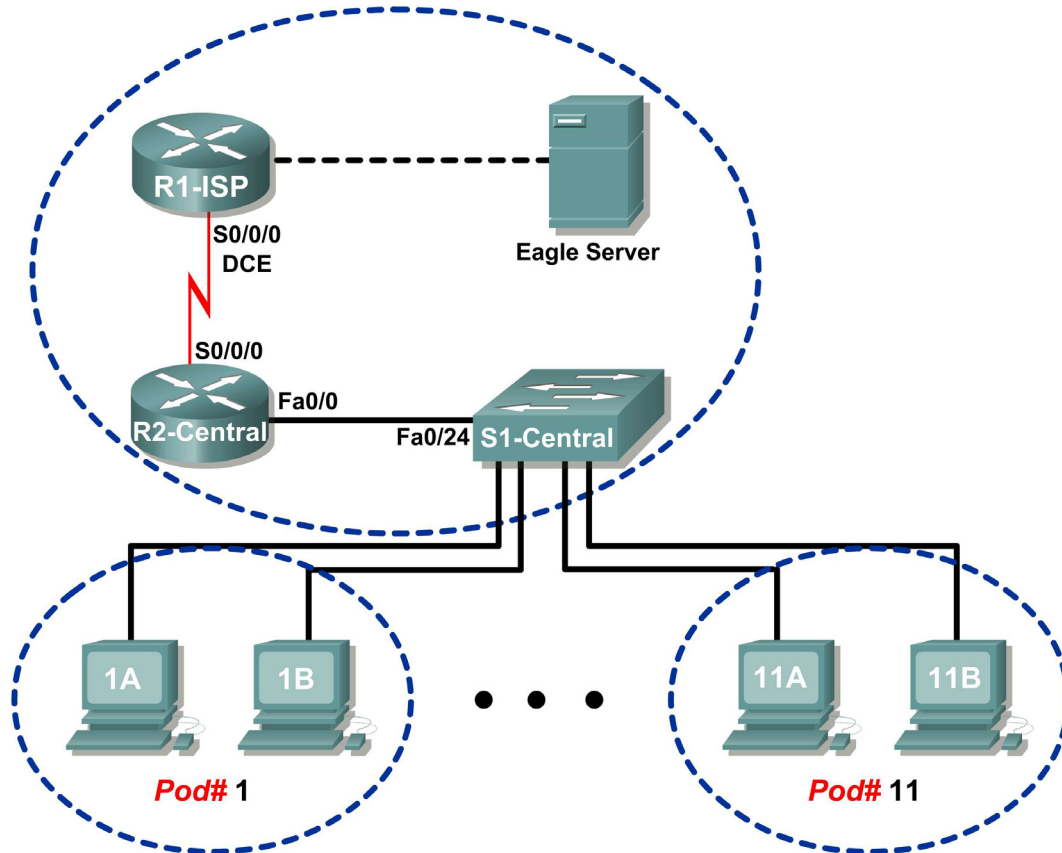 R1-ISP
S0/0/0
DCE
Eagle Server
S0/0/0
R2-Central
Fa0/0
Fa0/24
S1-Central
1A
1B
11A
11B
Pod# 1
Pod# 11